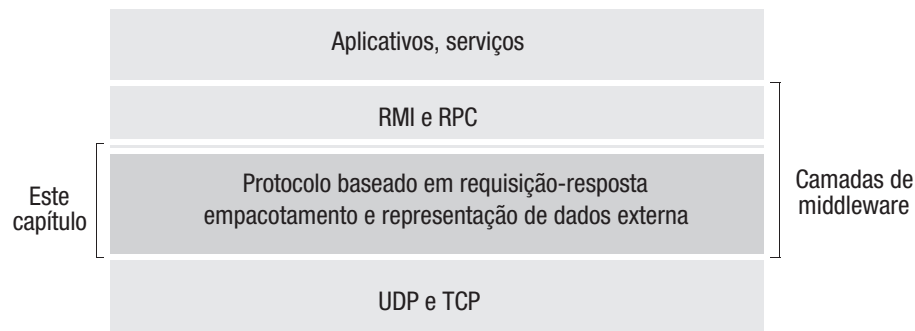 Aplicativos, serviços
RMI e RPC
Este
capítulo
Protocolo baseado em requisição-resposta
empacotamento e representação de dados externa
Camadas de
middleware
UDP e TCP